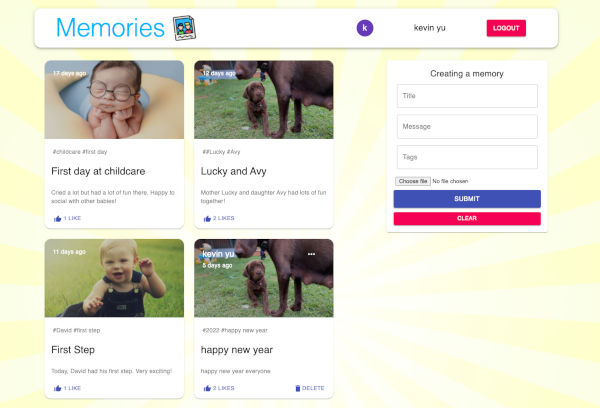 Memories
k
kevin yu
LOGOUT
17 days ago
#childcare #first day
First day at childcare
Cried a lot but had a lot of fun there. Happy to
social with other babies!
1 LIKE
12 days ago
##Lucky #Avy
Lucky and Avy
Mother Lucky and daughter Avy had lots of fun
together!
2 LIKES
Creating a memory
Title
Message
Tags
Choose file No file chosen
SUBMIT
CLEAR
11 days ago
#David #first step
First Step
Today, David had his first step. Very exciting!
1 LIKE
kevin yu
•••
5 days ago
#2022 #happy new year
happy new year
happy new year everyone
2 LIKES
DELETE